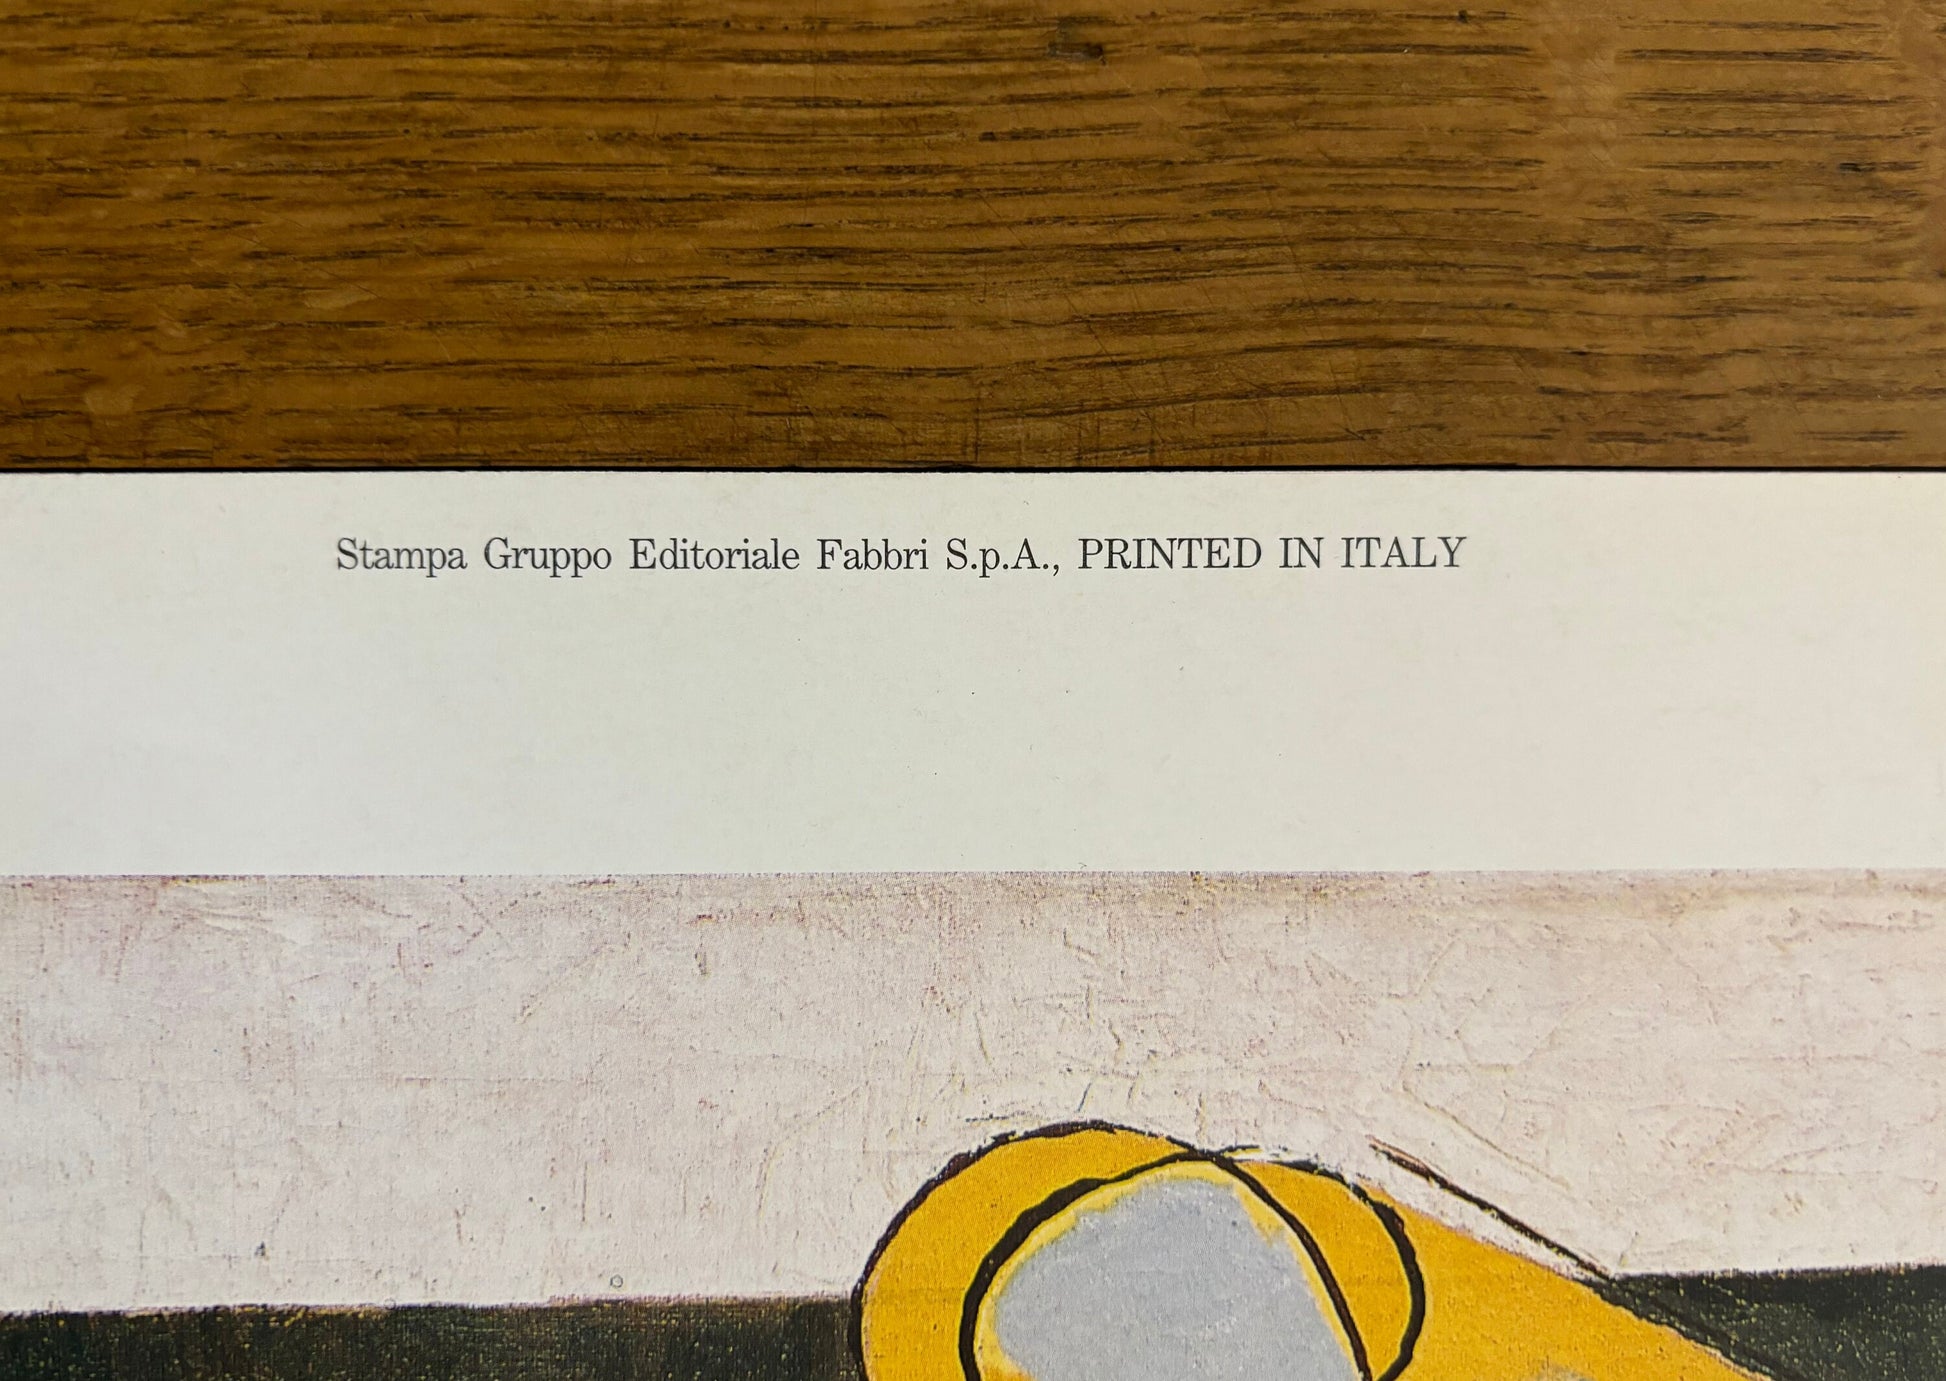 Stampa Gruppo Editoriale Fabbri S.p.A., PRINTED IN ITALY